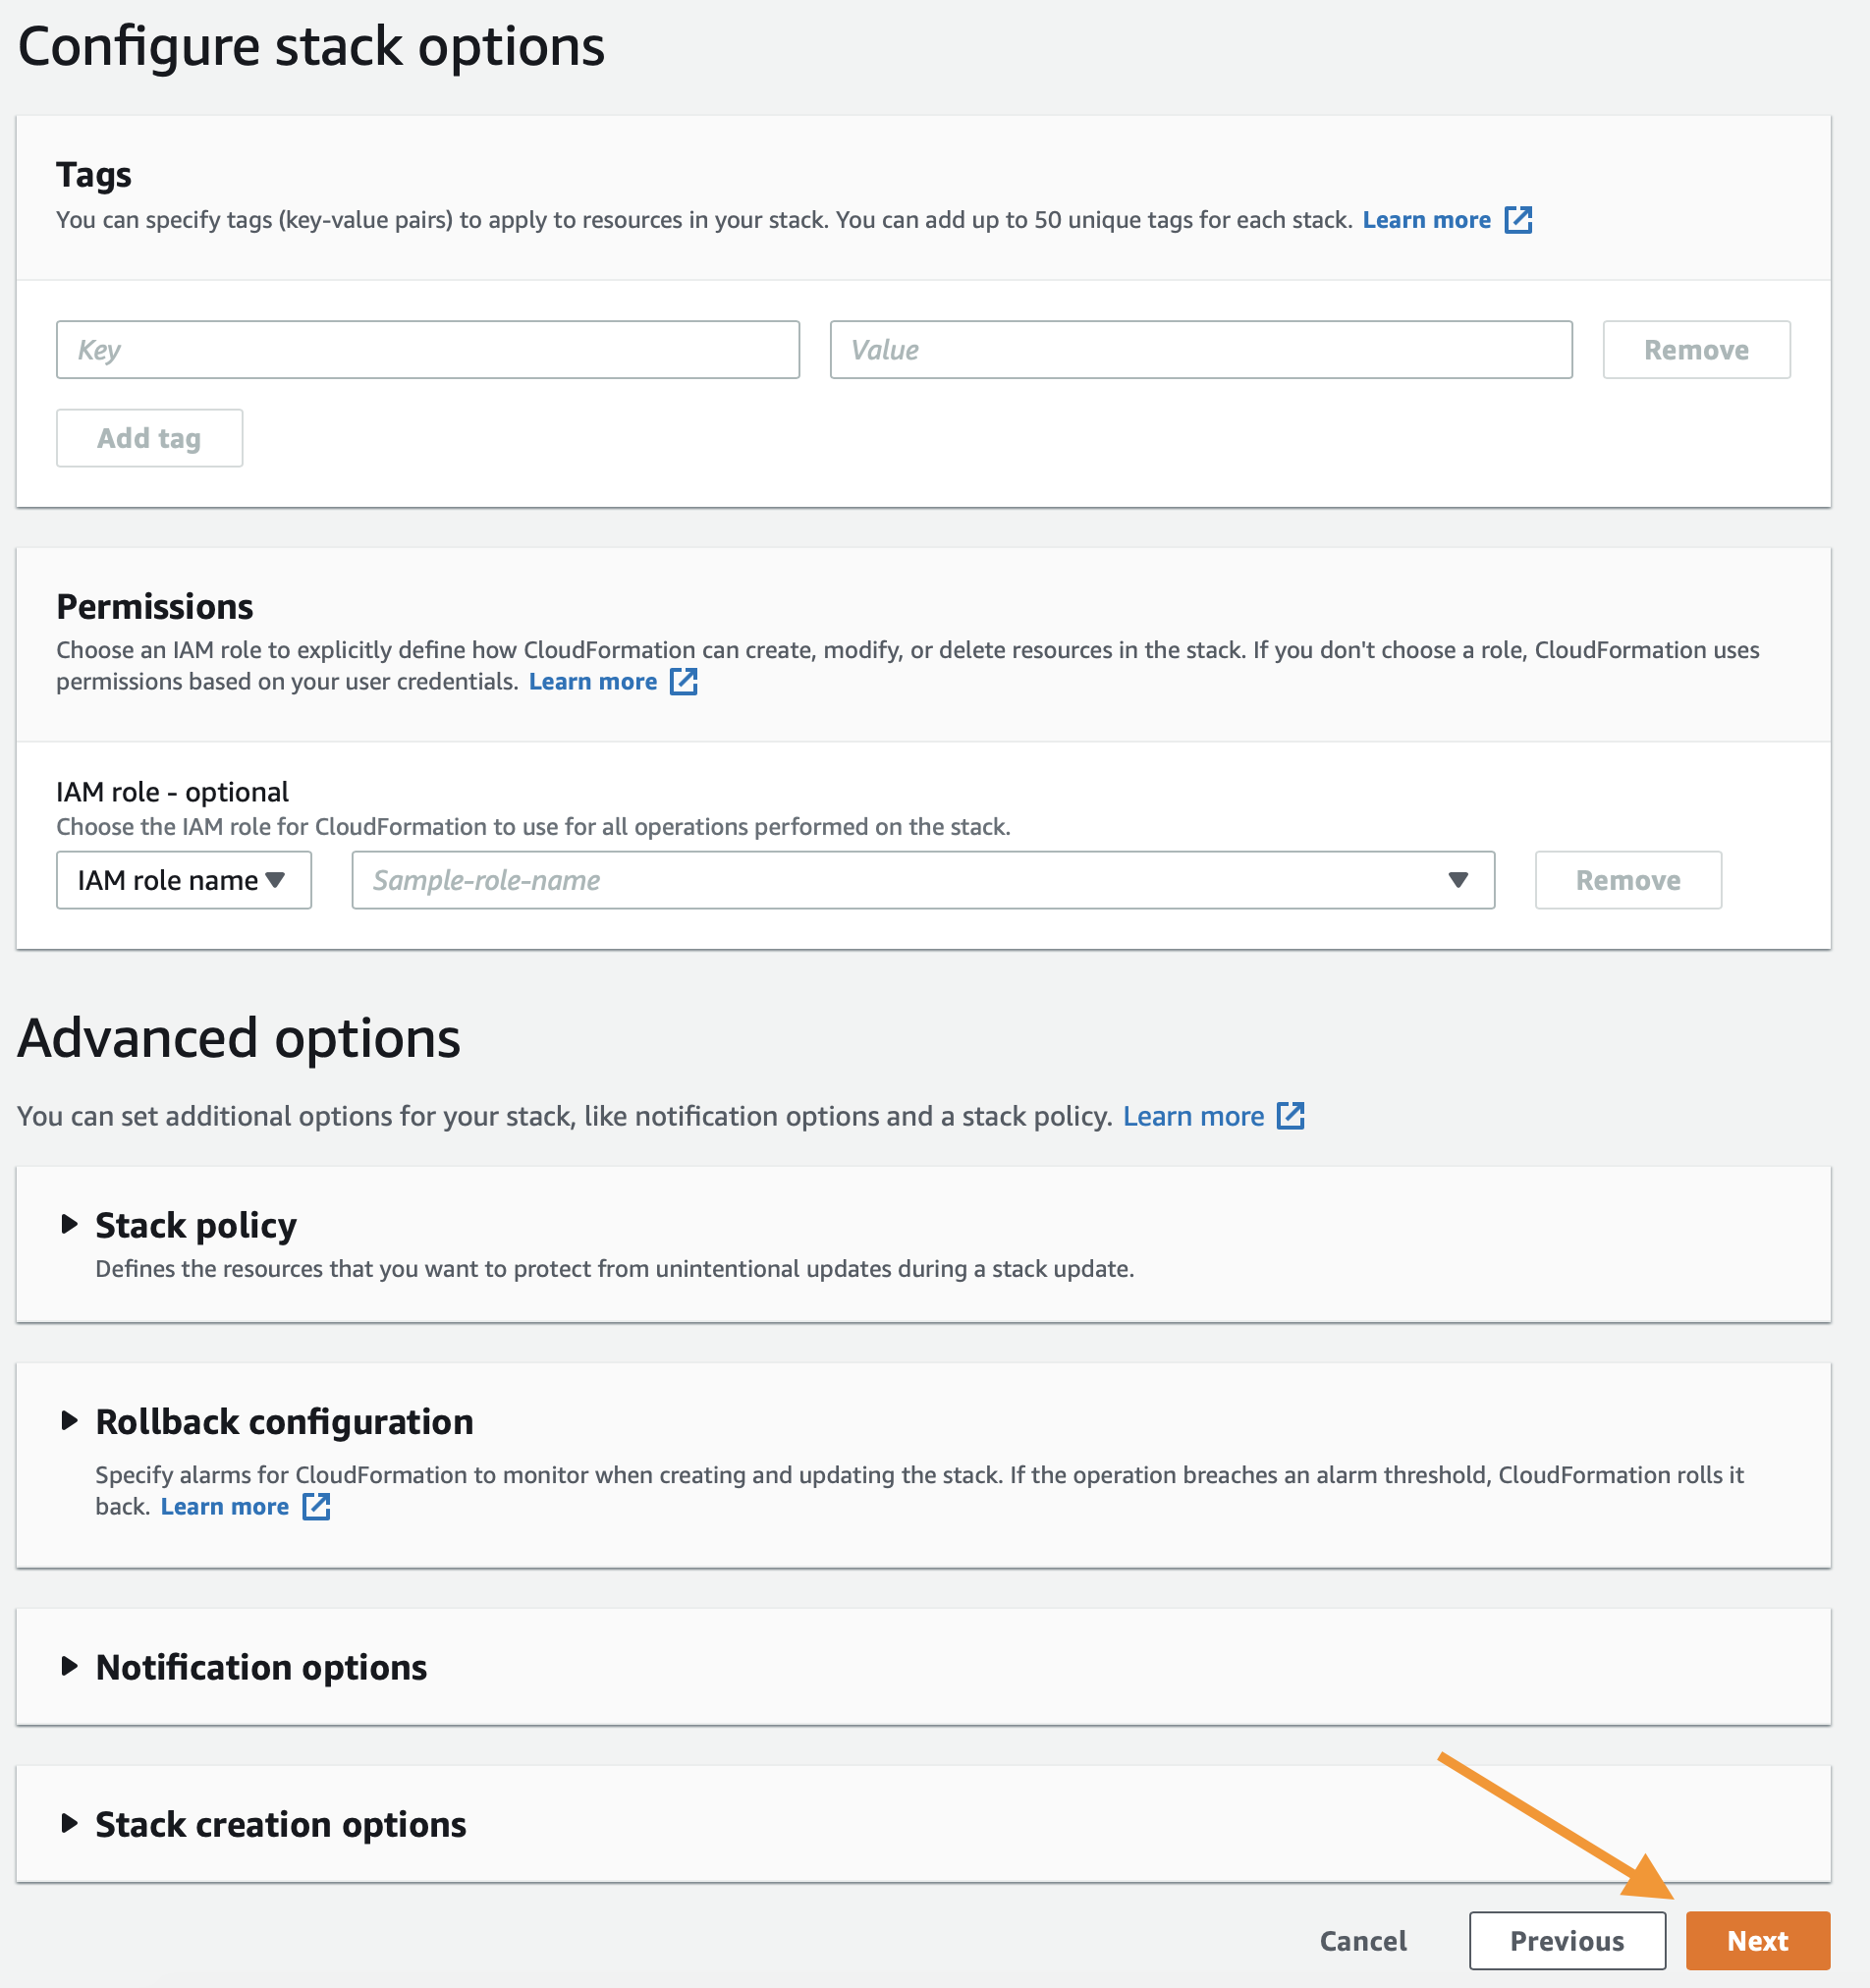 Configure stack options
Tags
You can specify tags (key-value pairs) to apply to resources in your stack. You can add up to 50 unique tags for each stack. Learn more
Key Value Remove
Add tag
Permissions
Choose an IAM role to explicitly define how CloudFormation can create, modify, or delete resources in the stack. If you don't choose a role, CloudFormation uses
permissions based on your user credentials. Learn more
IAM role - optional
Choose the IAM role for CloudFormation to use for all operations performed on the stack.
IAM role name Sample-role-name Remove
Advanced options
You can set additional options for your stack, like notification options and a stack policy. Learn more
Stack policy
Defines the resources that you want to protect from unintentional updates during a stack update.
Rollback configuration
Specify alarms for CloudFormation to monitor when creating and updating the stack. If the operation breaches an alarm threshold, CloudFormation rolls it
back. Learn more
Notification options
Stack creation options
Cancel Previous Next